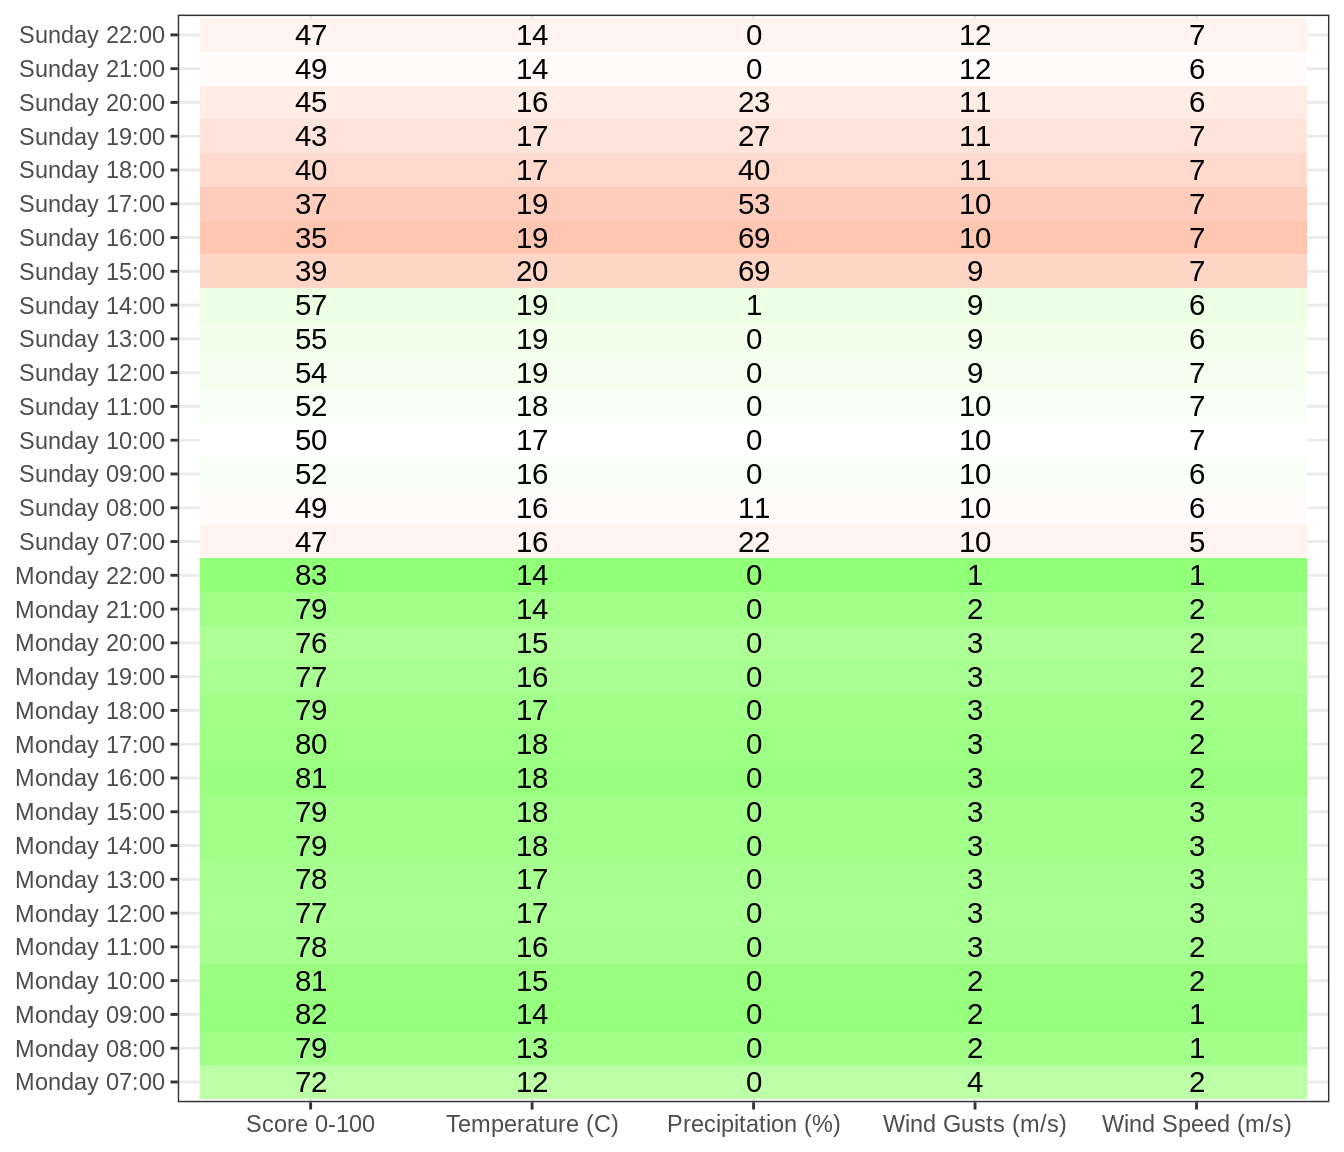 Sunday 22:00 47 14 0 12 7
Sunday 21:00 49 14 0 12 6
Sunday 20:00 45 16 23 11 6
Sunday 19:00 43 17 27 11 7
Sunday 18:00 40 17 40 11 7
Sunday 17:00 37 19 53 10 7
Sunday 16:00 35 19 69 10 7
Sunday 15:00 39 20 69 9 7
Sunday 14:00 57 19 1 9 6
Sunday 13:00 55 19 0 9 6
Sunday 12:00 54 19 0 9 7
Sunday 11:00 52 18 0 10 7
Sunday 10:00 50 17 0 10 7
Sunday 09:00 52 16 0 10 6
Sunday 08:00 49 16 11 10 6
Sunday 07:00 47 16 22 10 5
Monday 22:00 83 14 0 1 1
Monday 21:00 79 14 0 2 2
Monday 20:00 76 15 0 3 2
Monday 19:00 77 16 0 3 2
Monday 18:00 79 17 0 3 2
Monday 17:00 80 18 0 3 2
Monday 16:00 81 18 0 3 2
Monday 15:00 79 18 0 3 3
Monday 14:00 79 18 0 3 3
Monday 13:00 78 17 0 3 3
Monday 12:00 77 17 0 3 3
Monday 11:00 78 16 0 3 2
Monday 10:00 81 15 0 2 2
Monday 09:00 82 14 0 2 1
Monday 08:00 79 13 0 2 1
Monday 07:00 72 12 0 4 2
Score 0-100 Temperature (C) Precipitation (%) Wind Gusts (m/s) Wind Speed (m/s)